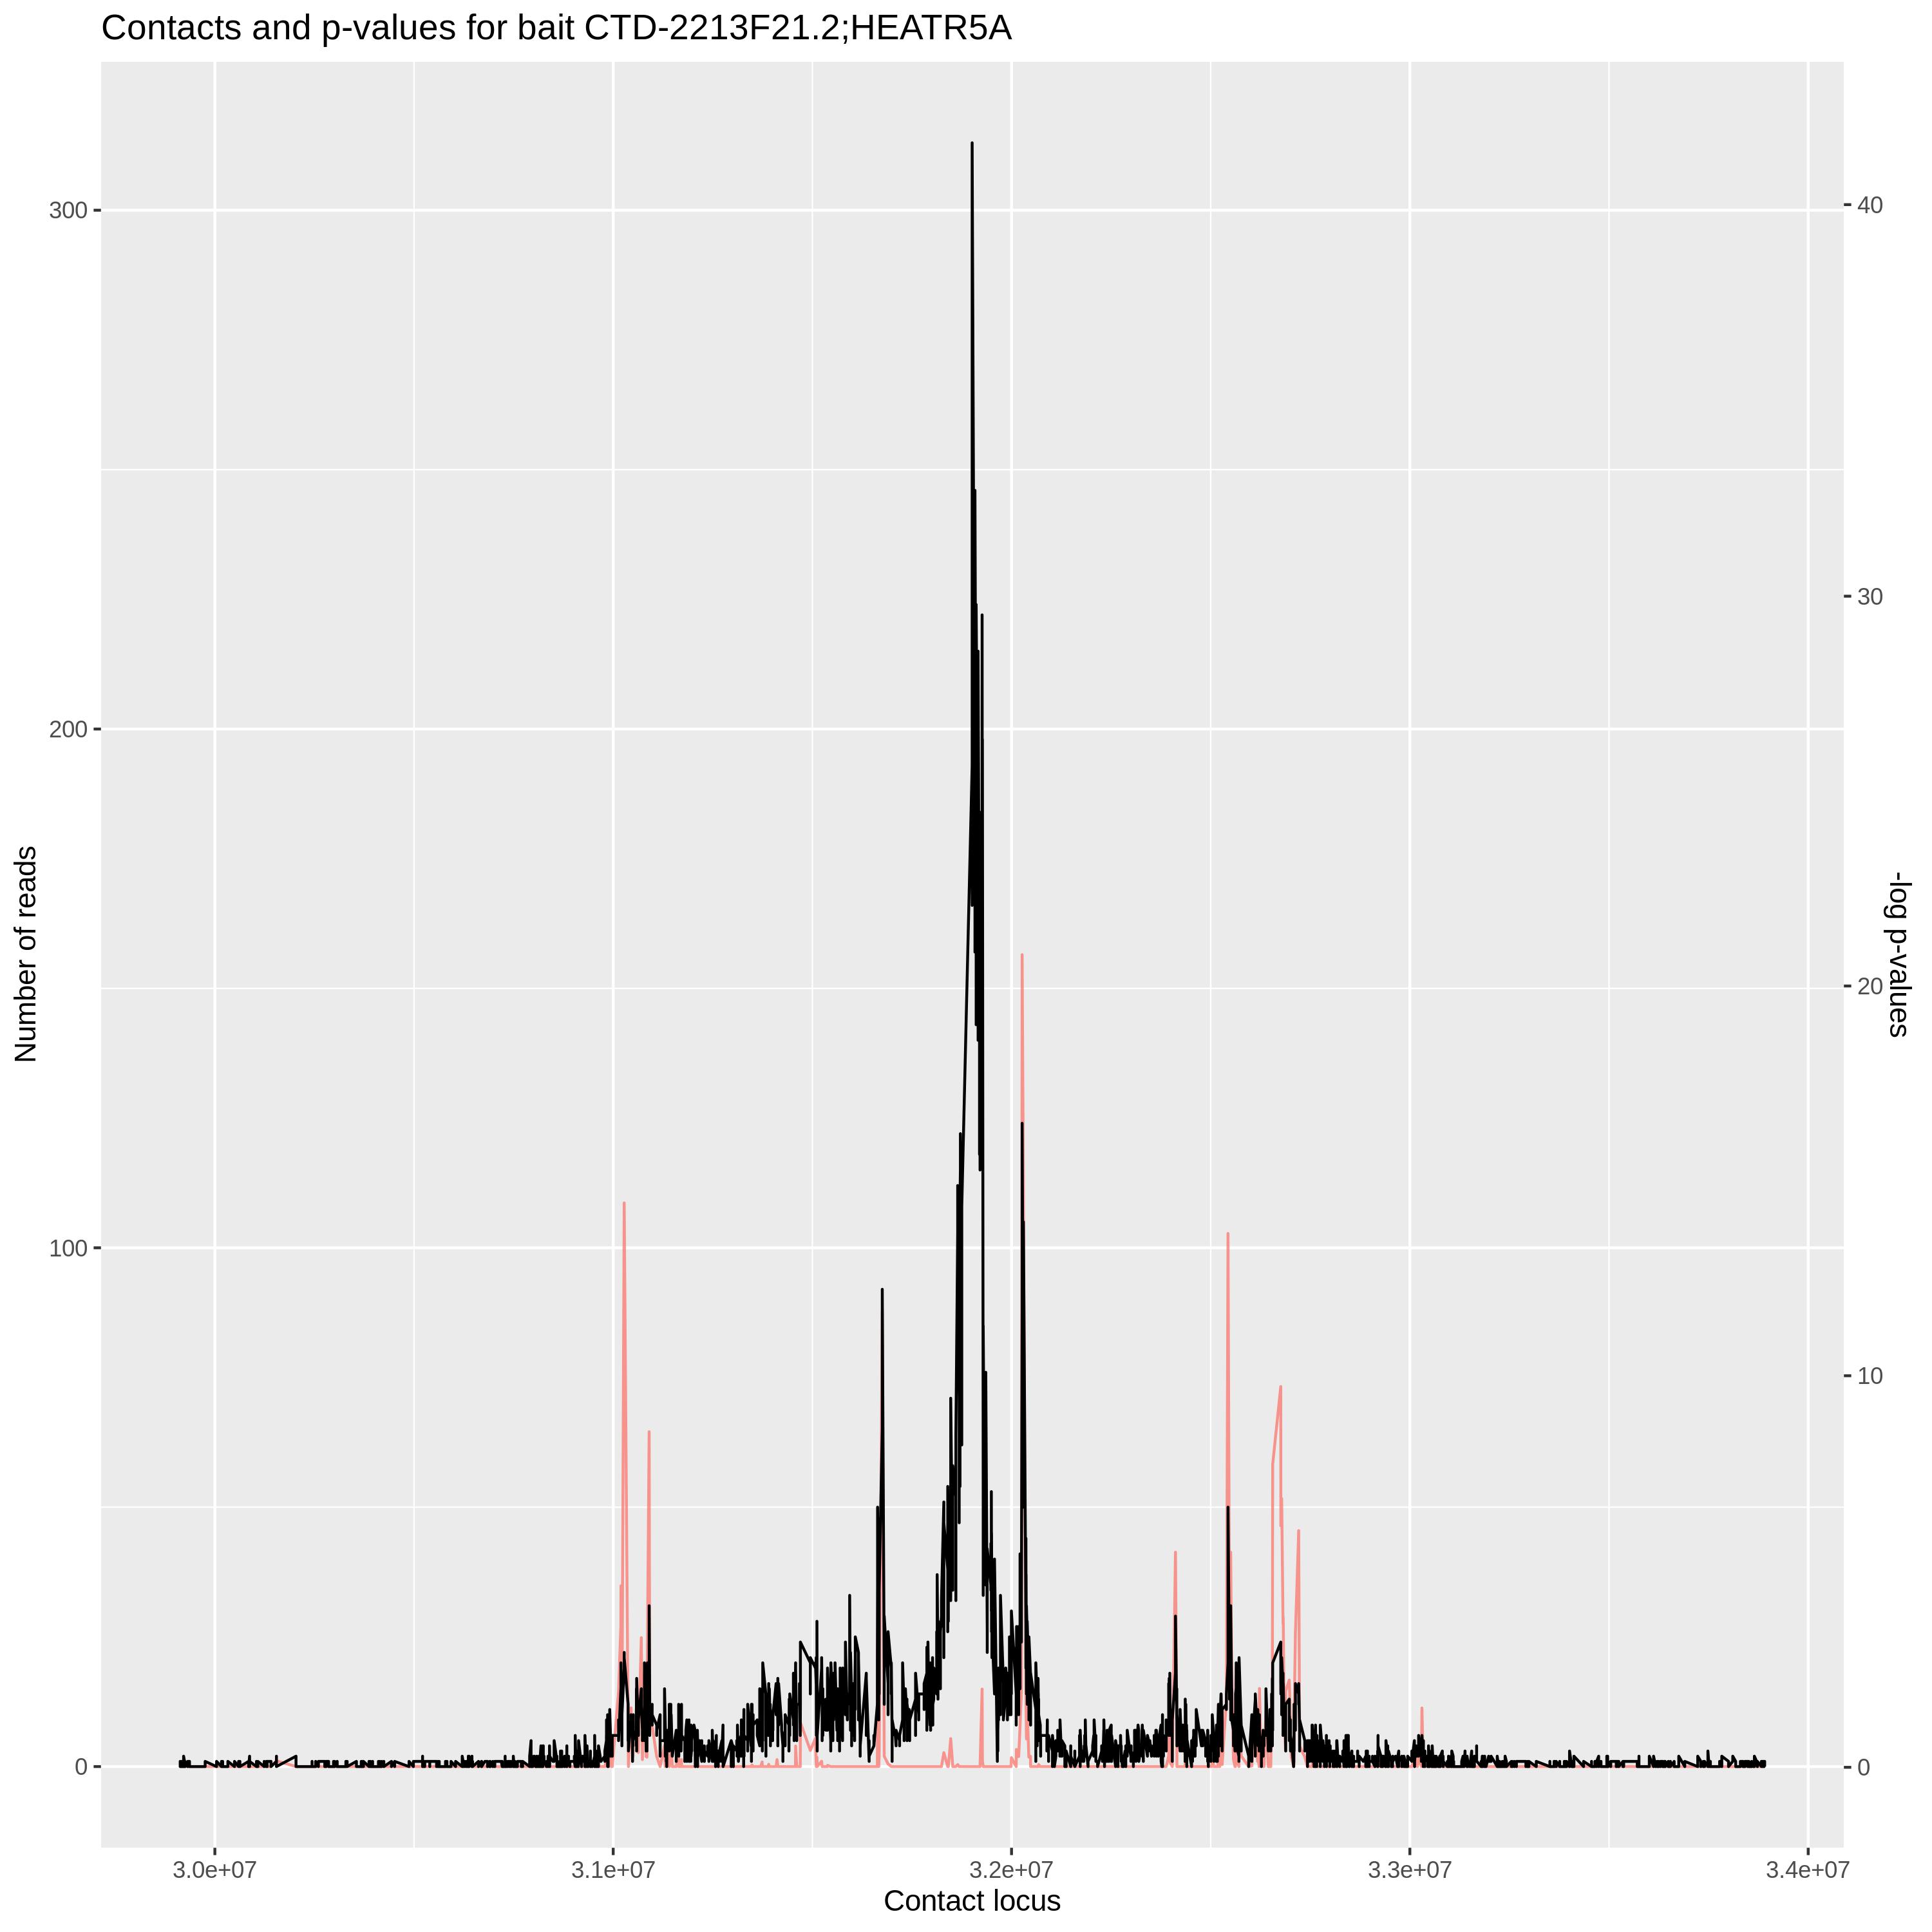 Contacts and p-values for bait CTD-2213F21.2;HEATR5A
Number of reads
300
200
100
0
40
30
20
10
0
-log p-values
3.0e+07 3.1e+07 3.2e+07 3.3e+07 3.4e+07
Contact locus